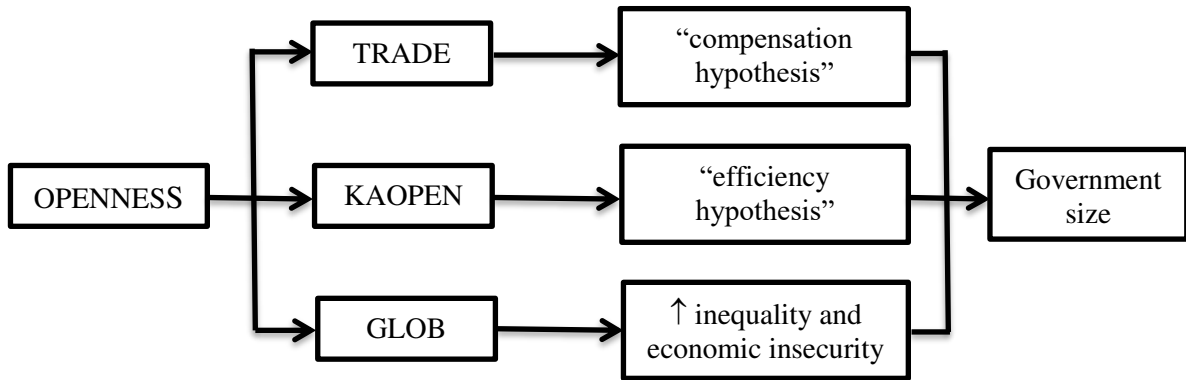 TRADE
“compensation
hypothesis”
OPENNESS
KAOPEN
“efficiency
hypothesis”
Government
size
GLOB
↑ inequality and
economic insecurity